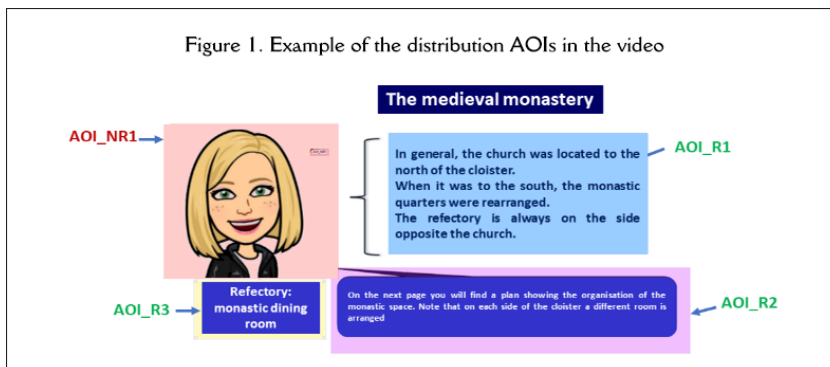 Figure 1. Example of the distribution AOIs in the video
The medieval monastery
AOI_NR1
In general, the church was located to the
north of the cloister.
When it was to the south, the monastic
quarters were rearranged.
The refectory is always on the side
opposite the church.
AOI_R1
Refectory:
monastic dining
room
AOI_R3
On the next page you will find a plan showing the organisation of the
monastic space. Note that on each side of the cloister a different room is
arranged
AOI_R2